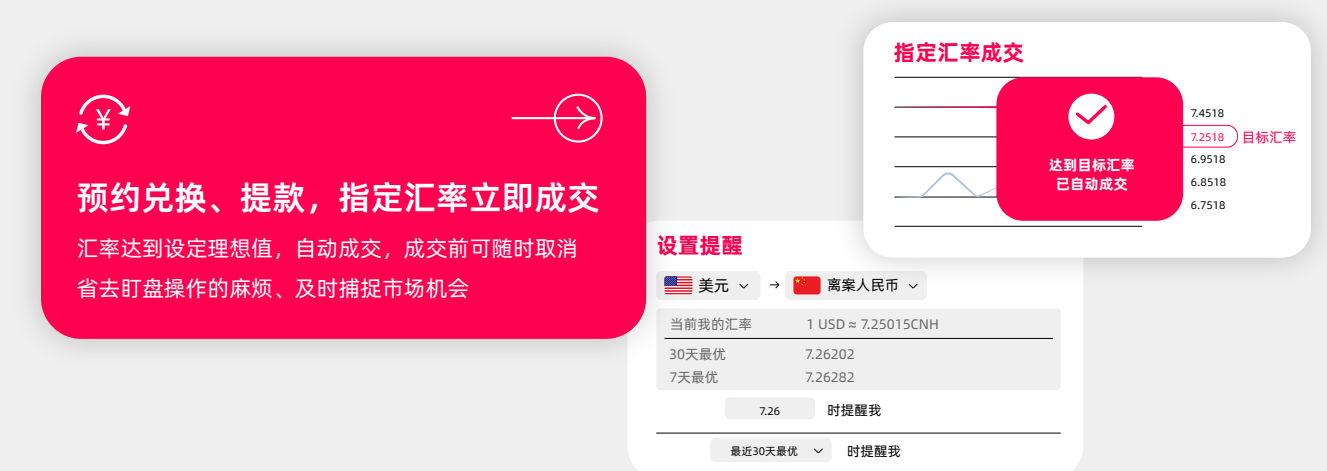 ¥
预约兑换、提款，指定汇率立即成交
汇率达到设定理想值，自动成交，成交前可随时取消
省去盯盘操作的麻烦、及时捕捉市场机会
指定汇率成交
达到目标汇率
已自动成交
7.4518
7.2518 目标汇率
6.9518
6.8518
6.7518
设置提醒
美元 → 离案人民币
当前我的汇率 1 USD ≈ 7.25015CNH
30天最优 7.26202
7天最优 7.26282
7.26 时提醒我
最近30天最优 时提醒我